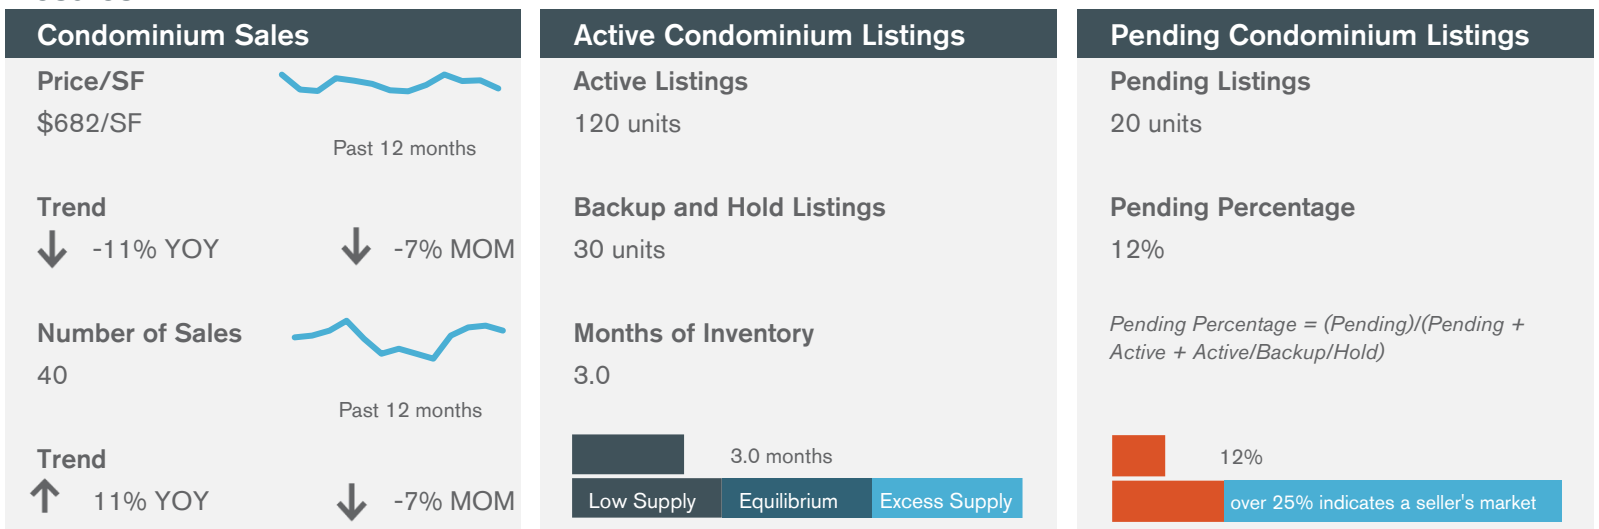 Condominium Sales
Price/SF
$682/SF
Past 12 months
Trend
-11% YOY
-7% MOM
Number of Sales
40
Past 12 months
Trend
11% YOY
-7% MOM
Active Condominium Listings
Active Listings
120 units
Backup and Hold Listings
30 units
Months of Inventory
3.0
3.0 months
Low Supply
Equilibrium
Excess Supply
Pending Condominium Listings
Pending Listings
20 units
Pending Percentage
12%
Pending Percentage = (Pending)/(Pending +
Active + Active/Backup/Hold)
12%
over 25% indicates a seller's market